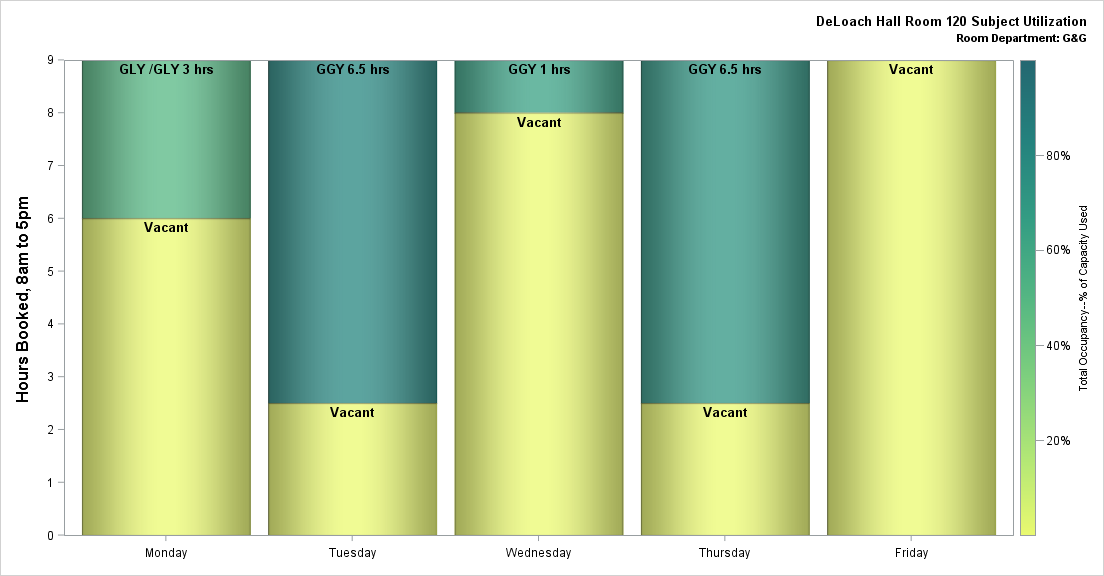 DeLoach Hall Room 120 Subject Utilization
Room Department: G&G
Hours Booked, 8am to 5pm
9
8
7
6
5
4
3
2
1
0
GLY /GLY 3 hrs
Vacant
GGY 6.5 hrs
Vacant
GGY 1 hrs
Vacant
GGY 6.5 hrs
Vacant
Vacant
Monday
Tuesday
Wednesday
Thursday
Friday
80%
60%
40%
20%
Total Occupancy--% of Capacity Used